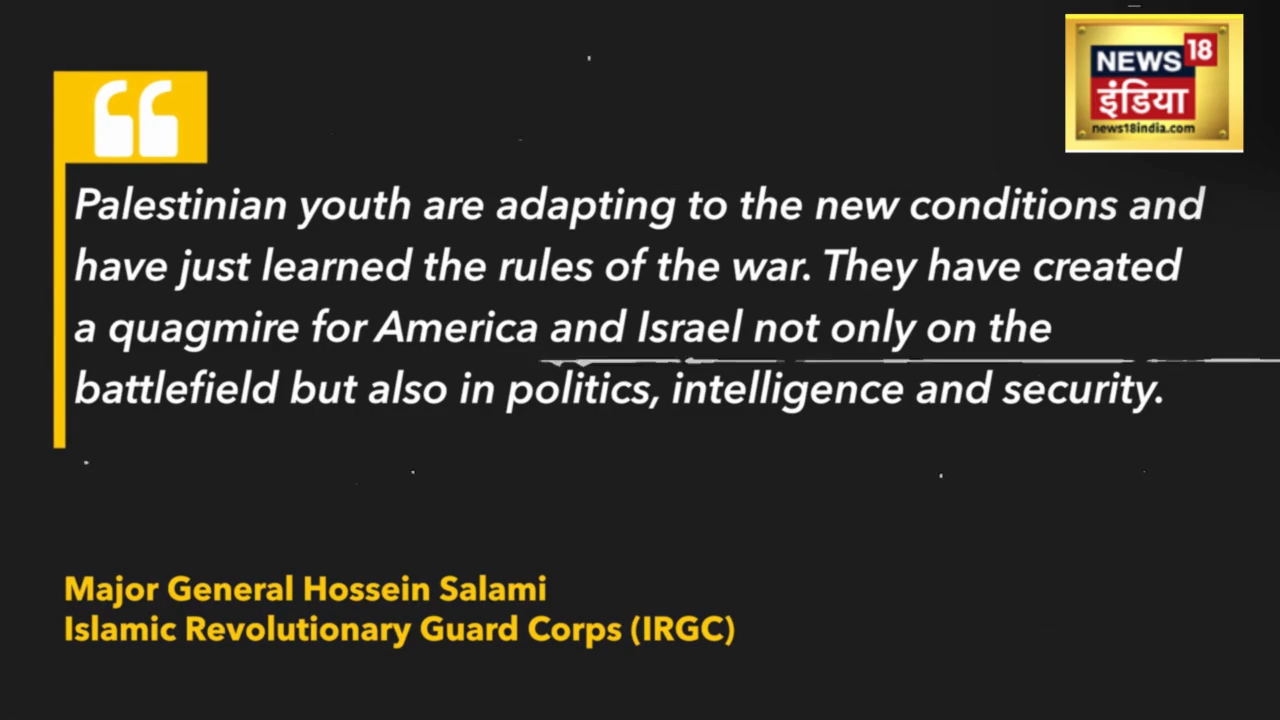 NEWS 18
इंडिया
news18india.com
Palestinian youth are adapting to the new conditions and
have just learned the rules of the war. They have created
a quagmire for America and Israel not only on the
battlefield but also in politics, intelligence and security.
Major General Hossein Salami
Islamic Revolutionary Guard Corps (IRGC)